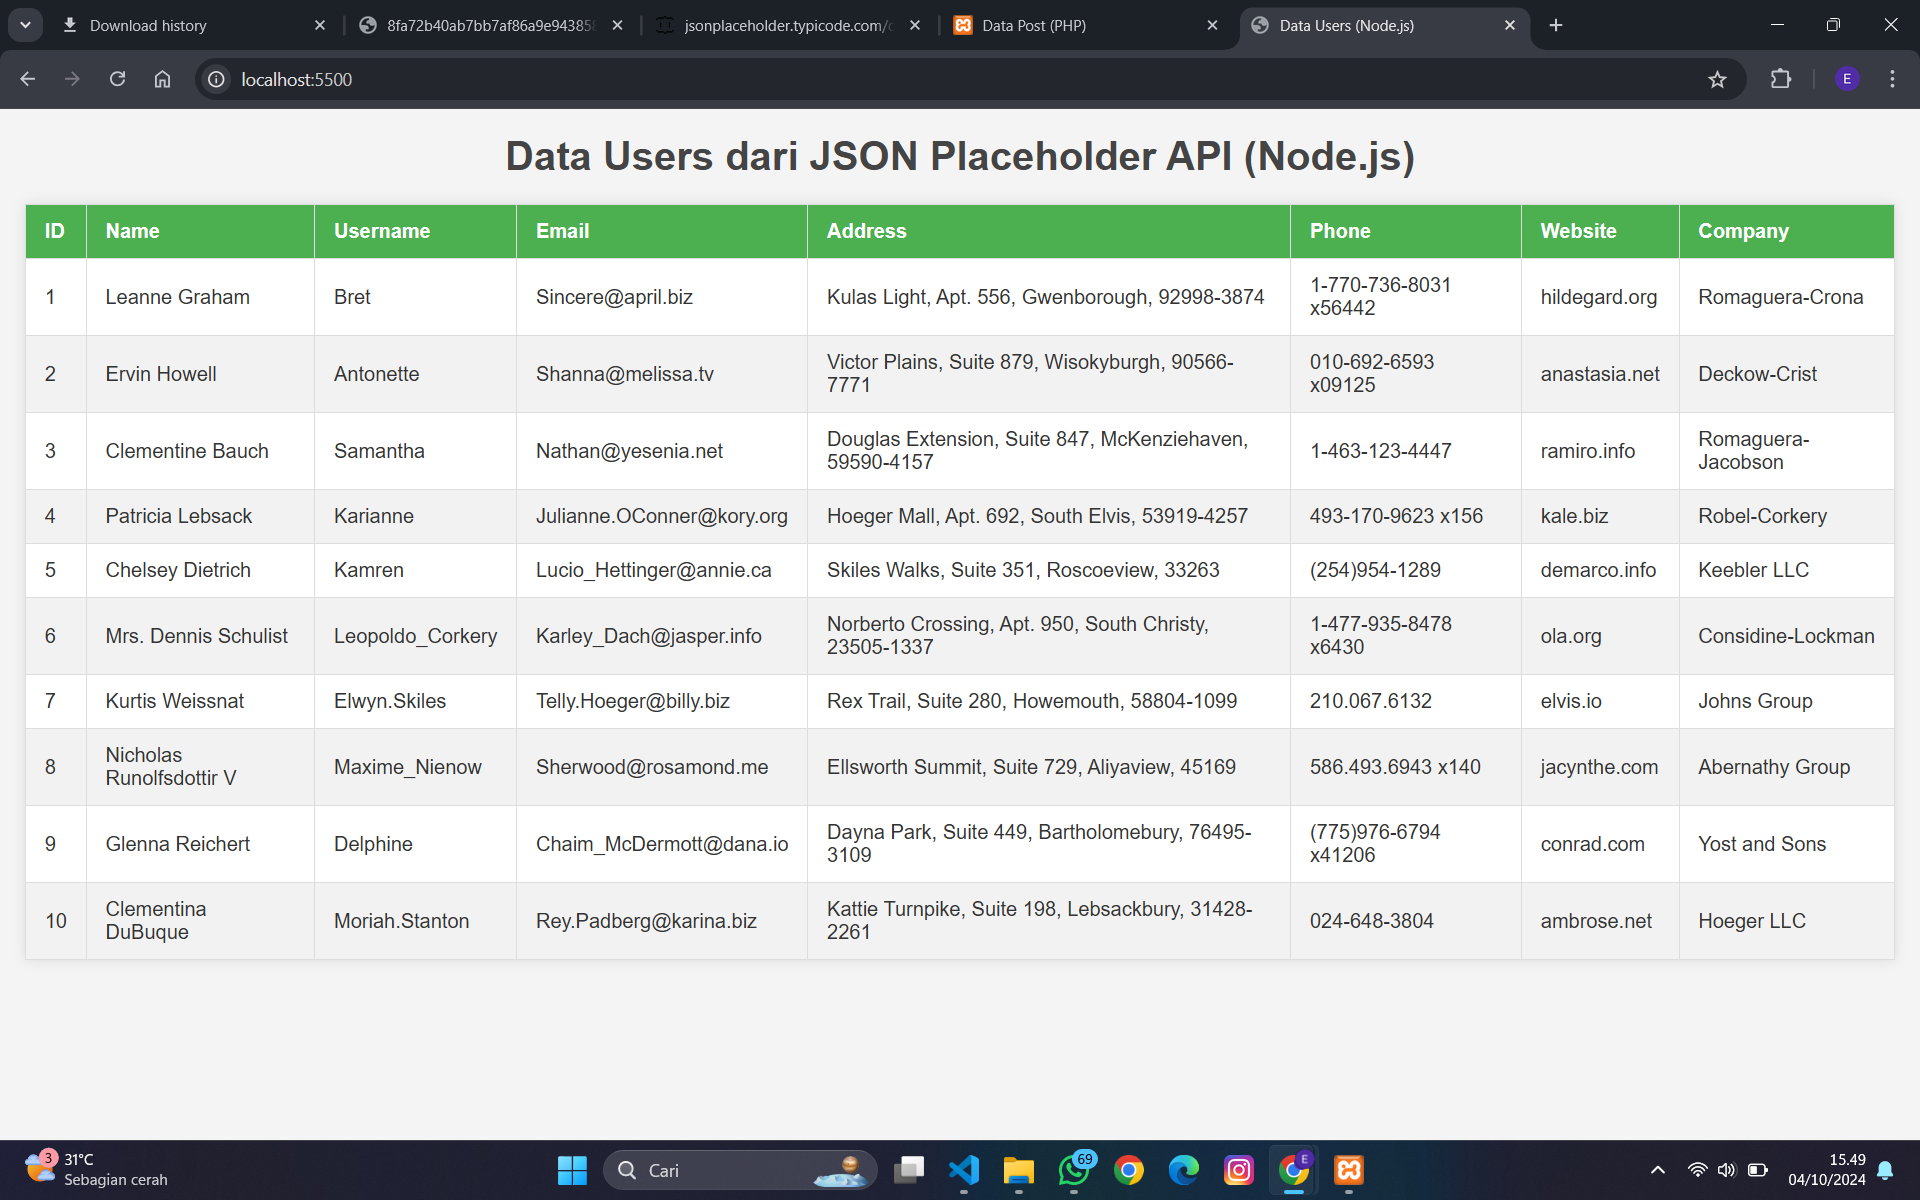 Download history
8fa72b40ab7bb7af86a9e94385
jsonplaceholder.typicode.com/
Data Post (PHP)
Data Users (Node.js)
localhost:5500
E
Data Users dari JSON Placeholder API (Node.js)
ID Name Username Email Address Phone Website Company
1 Leanne Graham Bret Sincere@april.biz Kulas Light, Apt. 556, Gwenborough, 92998-3874 1-770-736-8031 x56442 hildegard.org Romaguera-Crona
2 Ervin Howell Antonette Shanna@melissa.tv Victor Plains, Suite 879, Wisokyburgh, 90566-7771 010-692-6593 x09125 anastasia.net Deckow-Crist
3 Clementine Bauch Samantha Nathan@yesenia.net Douglas Extension, Suite 847, McKenziehaven, 59590-4157 1-463-123-4447 ramiro.info Romaguera-Jacobson
4 Patricia Lebsack Karianne Julianne.OConner@kory.org Hoeger Mall, Apt. 692, South Elvis, 53919-4257 493-170-9623 x156 kale.biz Robel-Corkery
5 Chelsey Dietrich Kamren Lucio_Hettinger@annie.ca Skiles Walks, Suite 351, Roscoeview, 33263 (254)954-1289 demarco.info Keebler LLC
6 Mrs. Dennis Schulist Leopoldo_Corkery Karley_Dach@jasper.info Norberto Crossing, Apt. 950, South Christy, 23505-1337 1-477-935-8478 x6430 ola.org Considine-Lockman
7 Kurtis Weissnat Elwyn.Skiles Telly.Hoeger@billy.biz Rex Trail, Suite 280, Howemouth, 58804-1099 210.067.6132 elvis.io Johns Group
8 Nicholas Runolfsdottir V Maxime_Nienow Sherwood@rosamond.me Ellsworth Summit, Suite 729, Aliyaview, 45169 586.493.6943 x140 jacynthe.com Abernathy Group
9 Glenna Reichert Delphine Chaim_McDermott@dana.io Dayna Park, Suite 449, Bartholomebury, 76495-3109 (775)976-6794 x41206 conrad.com Yost and Sons
10 Clementina DuBuque Moriah.Stanton Rey.Padberg@karina.biz Kattie Turnpike, Suite 198, Lebsackbury, 31428-2261 024-648-3804 ambrose.net Hoeger LLC
3
31°C
Sebagian cerah
Cari
69
E
15.49
04/10/2024